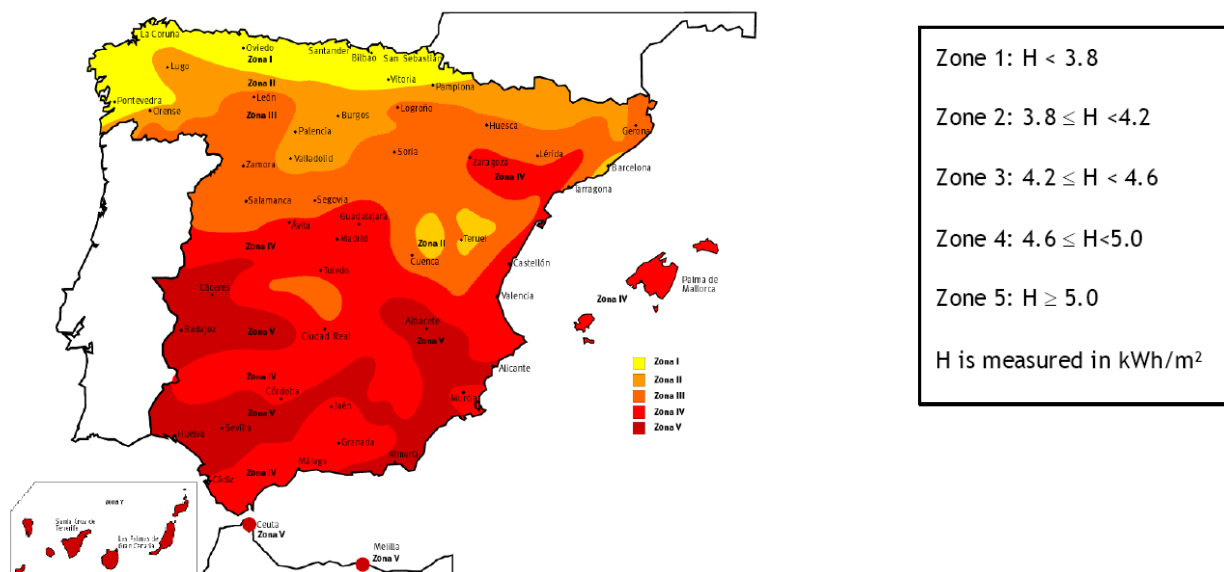 La Coruña
Oviedo
Santander
Bilbao
San Sebastián
Zona I
Lugo
Vitoria
Pamplona
Zona II
León
Pontevedra
Orense
Logroño
Burgos
Zona III
Huesca
Gerona
Palencia
Valladolid
Soria
Zaragoza
Lérida
Zamora
Barcelona
Zona IV
Tarragona
Salamanca
Segovia
Guadalajara
Ávila
Madrid
Zona IV
Zona II
Teruel
Cuenca
Toledo
Castellón
Palma de
Mallorca
Cáceres
Valencia
Zona IV
Badajoz
Zona V
Ciudad Real
Albacete
Zona V
Alicante
Zona IV
Córdoba
Murcia
Jaén
Zona V
Huelva
Sevilla
Granada
Málaga
Almería
Zona IV
Cádiz
Zona I
Zona II
Zona III
Zona IV
Zona V
Zona V
Santa Cruz de
Tenerife
Las Palmas de
Gran Canaria
Ceuta
Zona V
Melilla
Zona V
Zone 1: H < 3.8
Zone 2: 3.8 ≤ H <4.2
Zone 3: 4.2 ≤ H < 4.6
Zone 4: 4.6 ≤ H<5.0
Zone 5: H ≥ 5.0
H is measured in kWh/m²